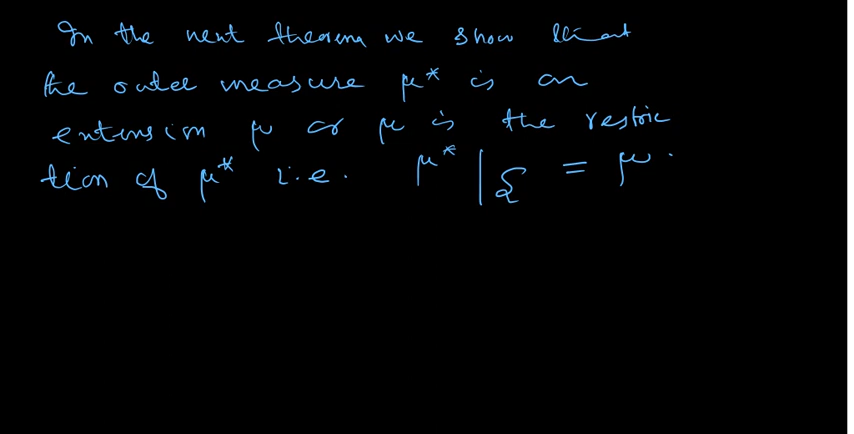 In the next theorem we show that
the outer measure μ* is an
extension μ or μ is the restric
tion of μ* i.e. μ*|_S = μ.